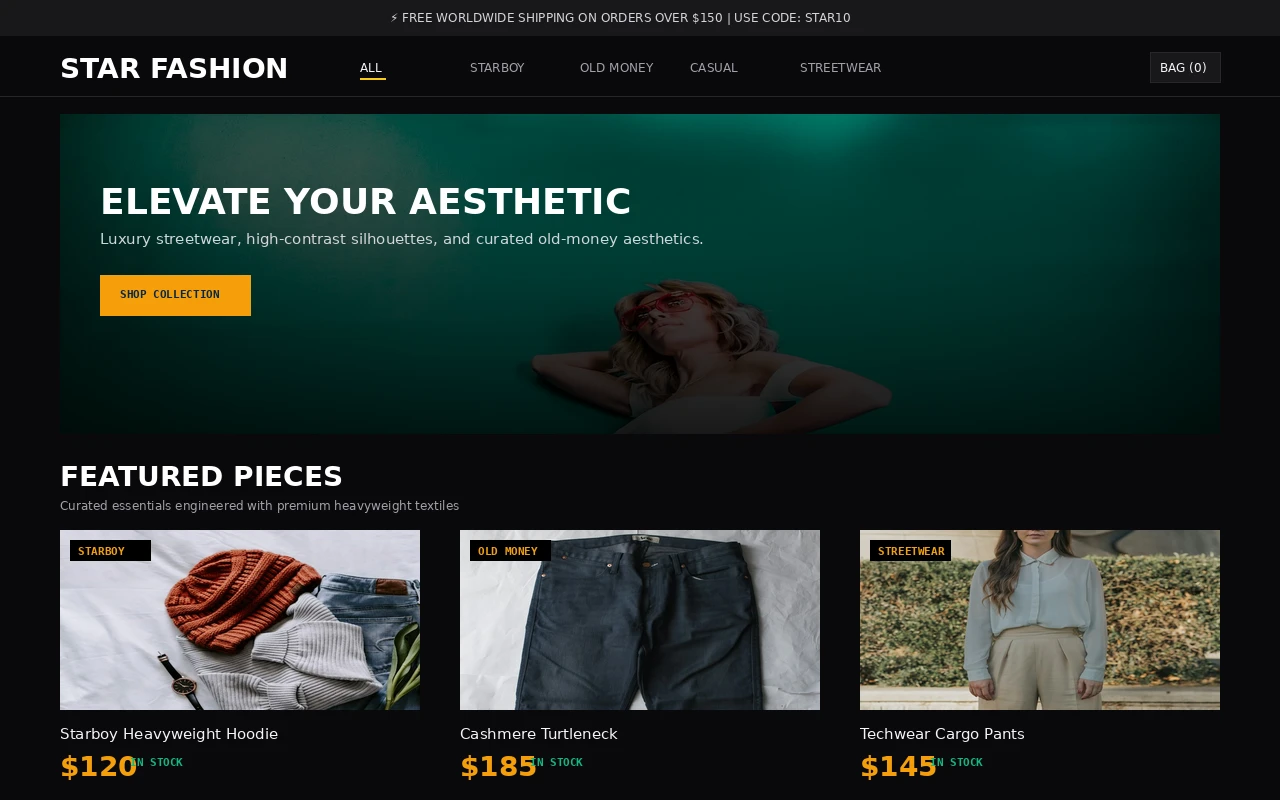 ⚡ FREE WORLDWIDE SHIPPING ON ORDERS OVER $150 | USE CODE: STAR10
STAR FASHION ALL STARBOY OLD MONEY CASUAL STREETWEAR BAG (0)
ELEVATE YOUR AESTHETIC
Luxury streetwear, high-contrast silhouettes, and curated old-money aesthetics.
SHOP COLLECTION
FEATURED PIECES
Curated essentials engineered with premium heavyweight textiles
STARBOY OLD MONEY STREETWEAR
Starboy Heavyweight Hoodie Cashmere Turtleneck Techwear Cargo Pants
$120 IN STOCK $185 IN STOCK $145 IN STOCK